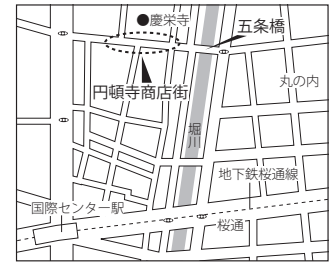 ●慶栄寺
五条橋
円頓寺商店街
丸の内
堀川
地下鉄桜通線
国際センター駅
桜通